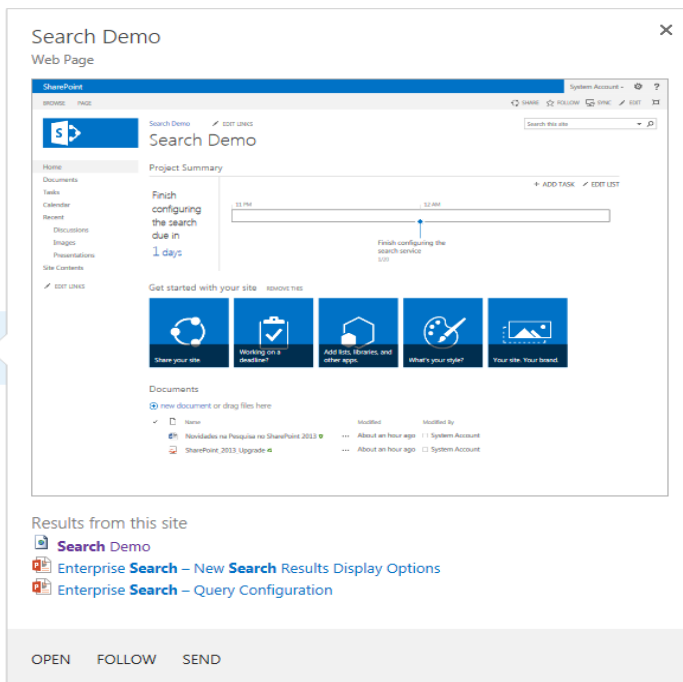 Search Demo
Web Page
SharePoint
System Account
?
BROWSE PAGE
SHARE FOLLOW SYNC EDIT
S
Search Demo EDIT LINKS
Search this site
Search Demo
Home
Documents
Tasks
Calendar
Recent
Discussions
Images
Presentations
Site Contents
EDIT LINKS
Project Summary
+ ADD TASK EDIT LIST
Finish
configuring
the search
due in
1 days
11 PM
12 AM
Finish configuring the
search service
Get started with your site REMOVE THIS
Share your site.
Working on a
deadline?
Add lists, libraries, and
other apps.
What's your style?
Your site. Your brand.
Documents
new document or drag files here
Name Modified Modified By
Novidades na Pesquisa no SharePoint 2013 ... About an hour ago System Account
SharePoint_2013_Upgrade ... About an hour ago System Account
Results from this site
Search Demo
Enterprise Search – New Search Results Display Options
Enterprise Search – Query Configuration
OPEN FOLLOW SEND